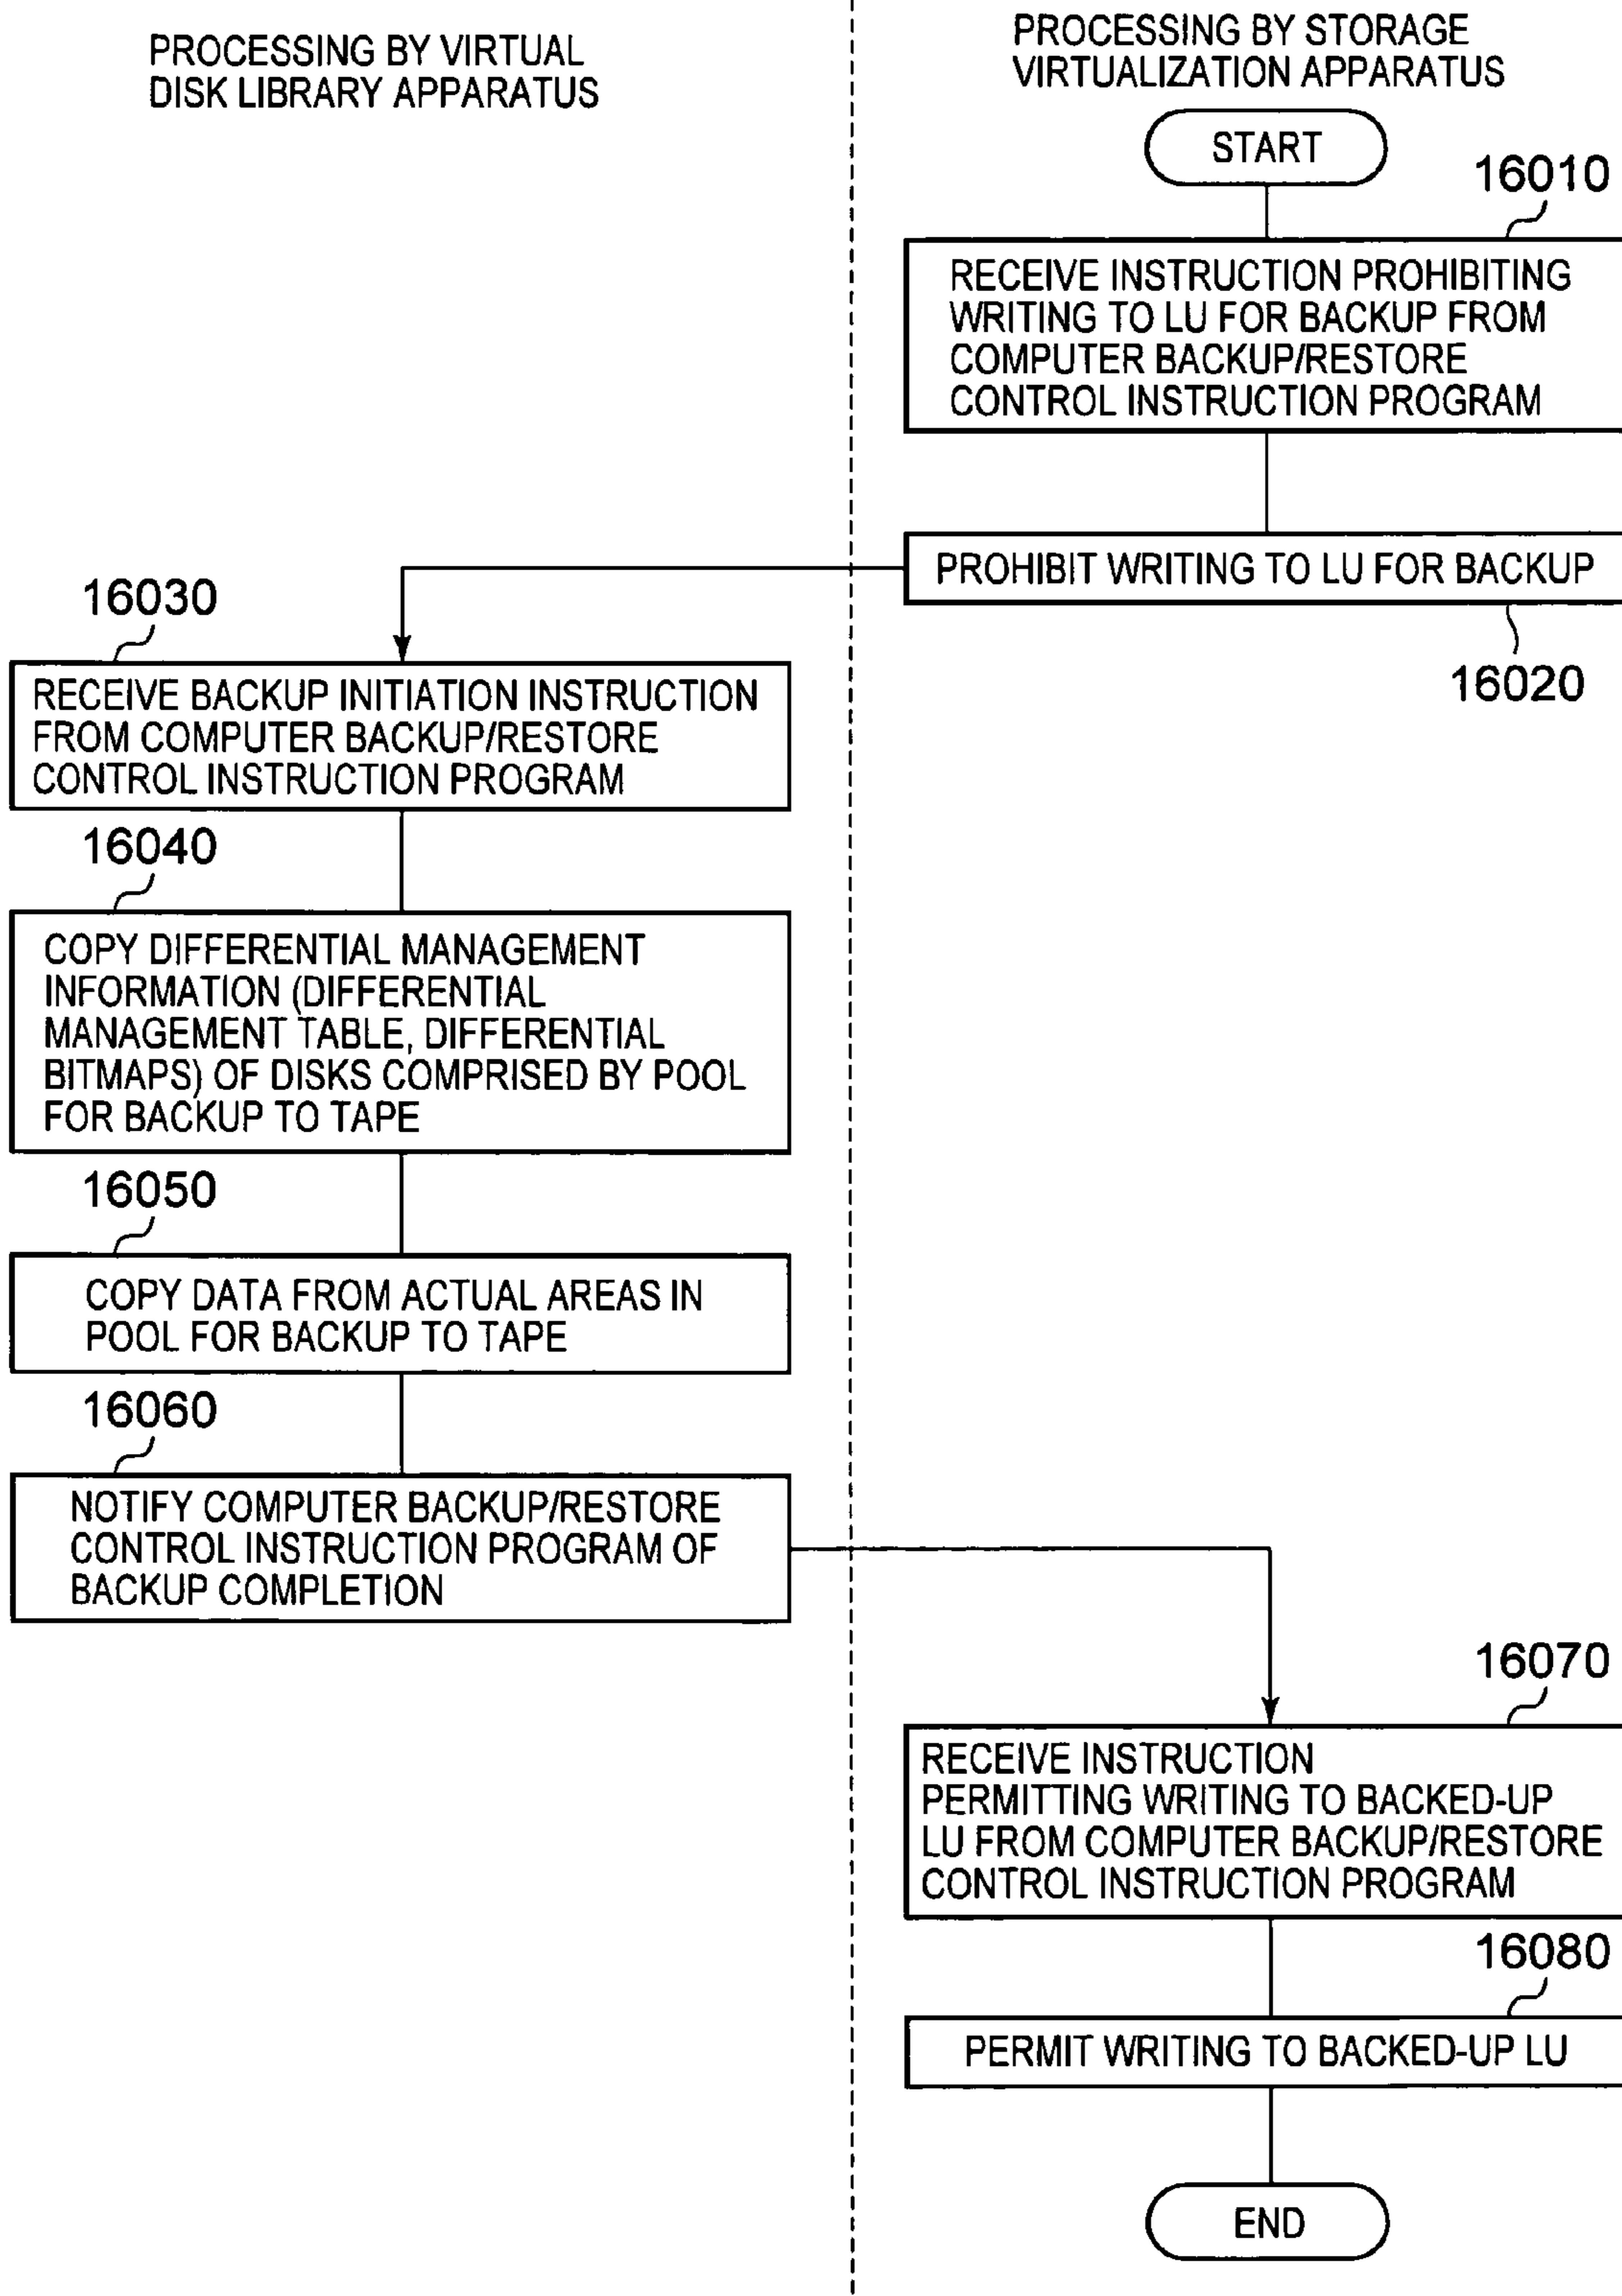 PROCESSING BY VIRTUAL
DISK LIBRARY APPARATUS
PROCESSING BY STORAGE
VIRTUALIZATION APPARATUS
START
16010
RECEIVE INSTRUCTION PROHIBITING
WRITING TO LU FOR BACKUP FROM
COMPUTER BACKUP/RESTORE
CONTROL INSTRUCTION PROGRAM
PROHIBIT WRITING TO LU FOR BACKUP
16020
16030
RECEIVE BACKUP INITIATION INSTRUCTION
FROM COMPUTER BACKUP/RESTORE
CONTROL INSTRUCTION PROGRAM
16040
COPY DIFFERENTIAL MANAGEMENT
INFORMATION (DIFFERENTIAL
MANAGEMENT TABLE, DIFFERENTIAL
BITMAPS) OF DISKS COMPRISED BY POOL
FOR BACKUP TO TAPE
16050
COPY DATA FROM ACTUAL AREAS IN
POOL FOR BACKUP TO TAPE
16060
NOTIFY COMPUTER BACKUP/RESTORE
CONTROL INSTRUCTION PROGRAM OF
BACKUP COMPLETION
16070
RECEIVE INSTRUCTION
PERMITTING WRITING TO BACKED-UP
LU FROM COMPUTER BACKUP/RESTORE
CONTROL INSTRUCTION PROGRAM
16080
PERMIT WRITING TO BACKED-UP LU
END